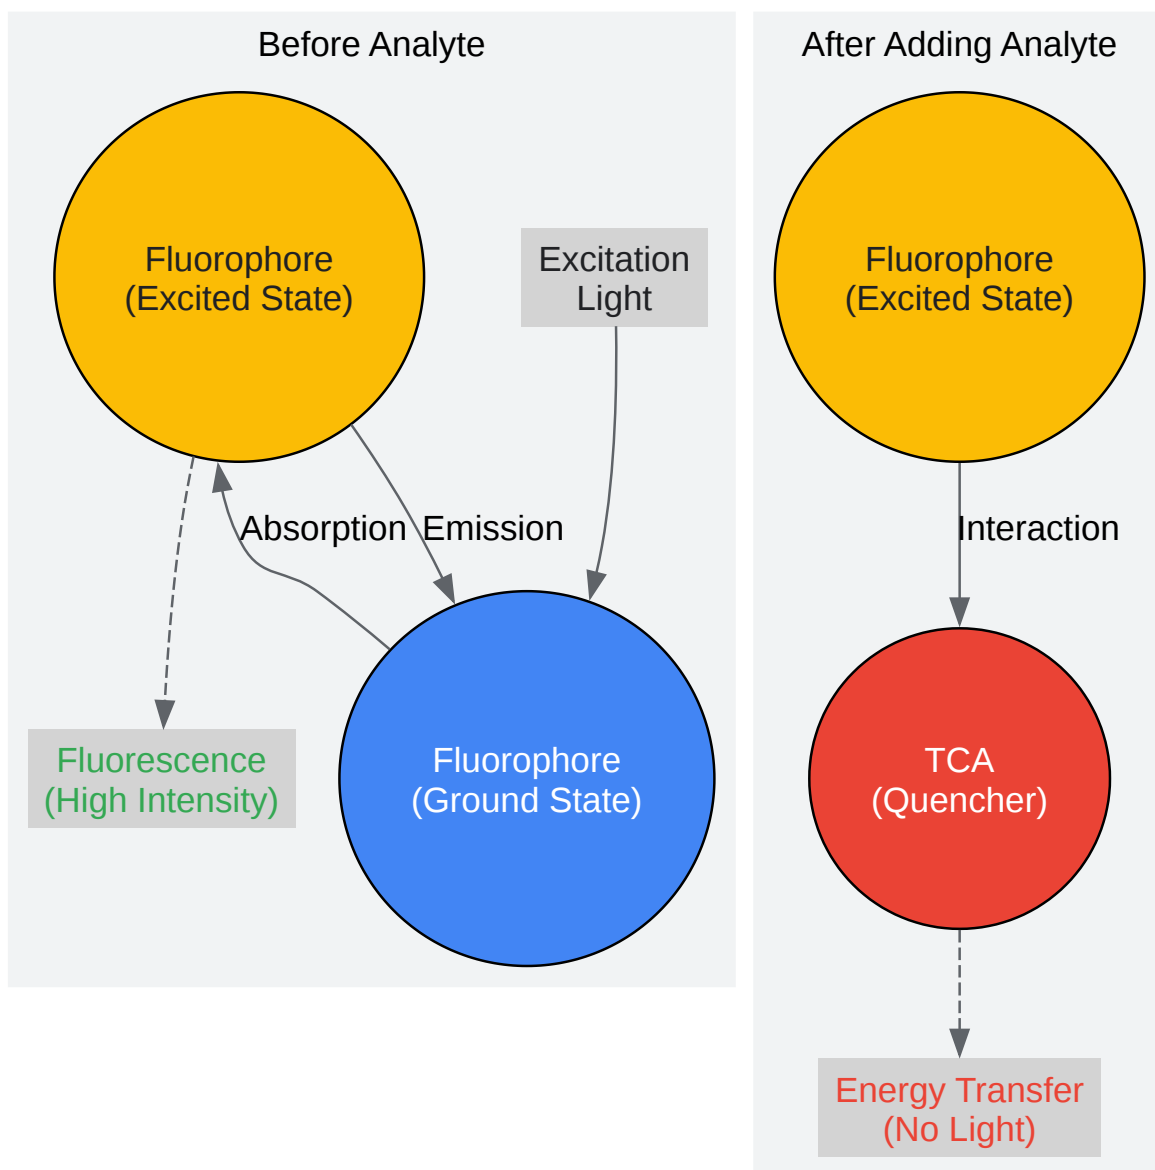 Before Analyte
Fluorophore
(Excited State)
Excitation
Light
Absorption
Emission
Fluorescence
(High Intensity)
Fluorophore
(Ground State)
After Adding Analyte
Fluorophore
(Excited State)
Interaction
TCA
(Quencher)
Energy Transfer
(No Light)